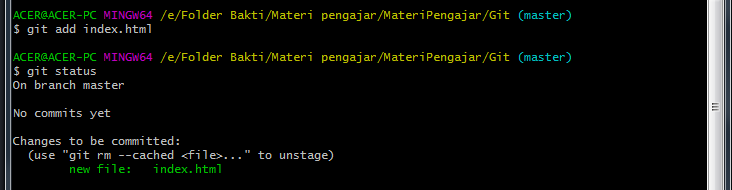 ACER@ACER-PC MINGW64 /e/Folder Bakti/Materi pengajar/MateriPengajar/Git (master)
$ git add index.html
ACER@ACER-PC MINGW64 /e/Folder Bakti/Materi pengajar/MateriPengajar/Git (master)
$ git status
On branch master
No commits yet
Changes to be committed:
(use "git rm --cached <file>..." to unstage)
new file: index.html